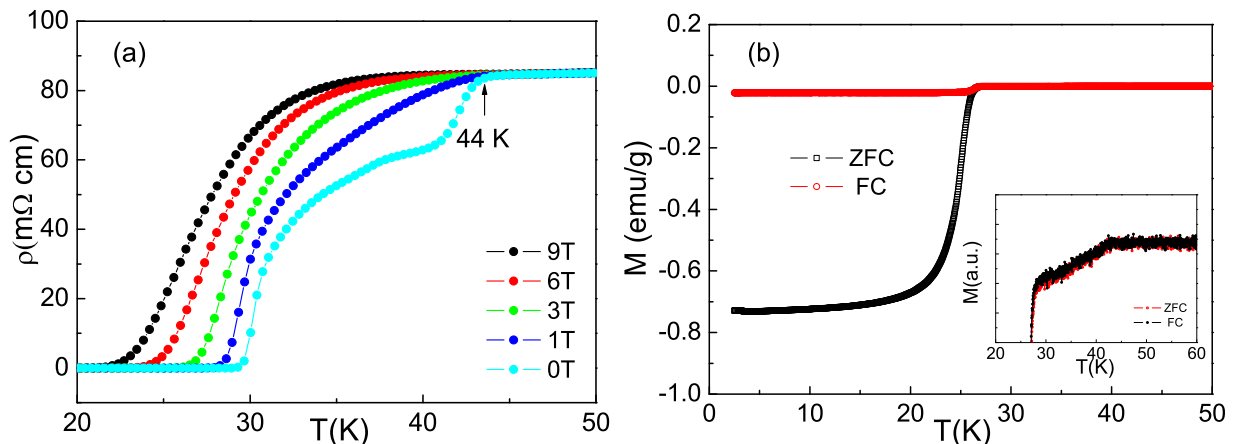 (a)
ρ(mΩ cm)
100
80
60
40
20
0
44 K
9T
6T
3T
1T
0T
20
30
40
50
T(K)
(b)
M (emu/g)
0.2
0.0
-0.2
-0.4
-0.6
-0.8
-1.0
ZFC
FC
M(a.u.)
ZFC
FC
20 30 40 50 60
T(K)
0
10
20
30
40
50
T(K)